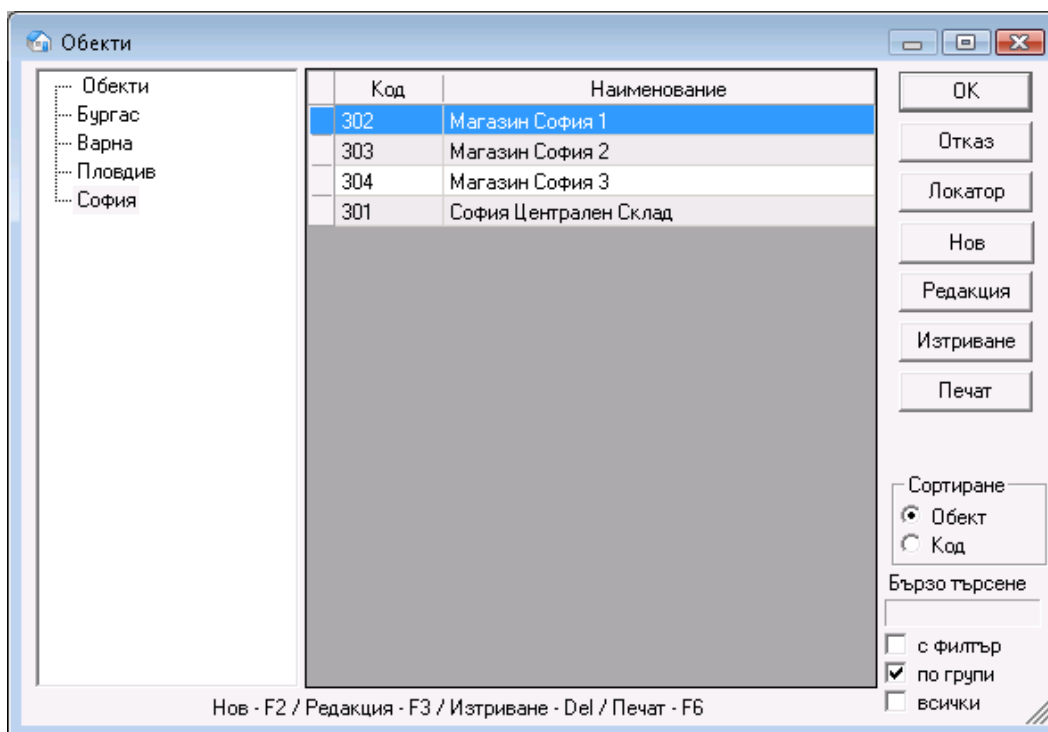 Обекти
Обекти
Бургас
Варна
Пловдив
София
Код Наименование
302 Магазин София 1
303 Магазин София 2
304 Магазин София 3
301 София Централен Склад
OK
Отказ
Локатор
Нов
Редакция
Изтриване
Печат
Сортиране
Обект
Код
Бързо търсене
с филтър
по групи
всички
Нов - F2 / Редакция - F3 / Изтриване - Del / Печат - F6